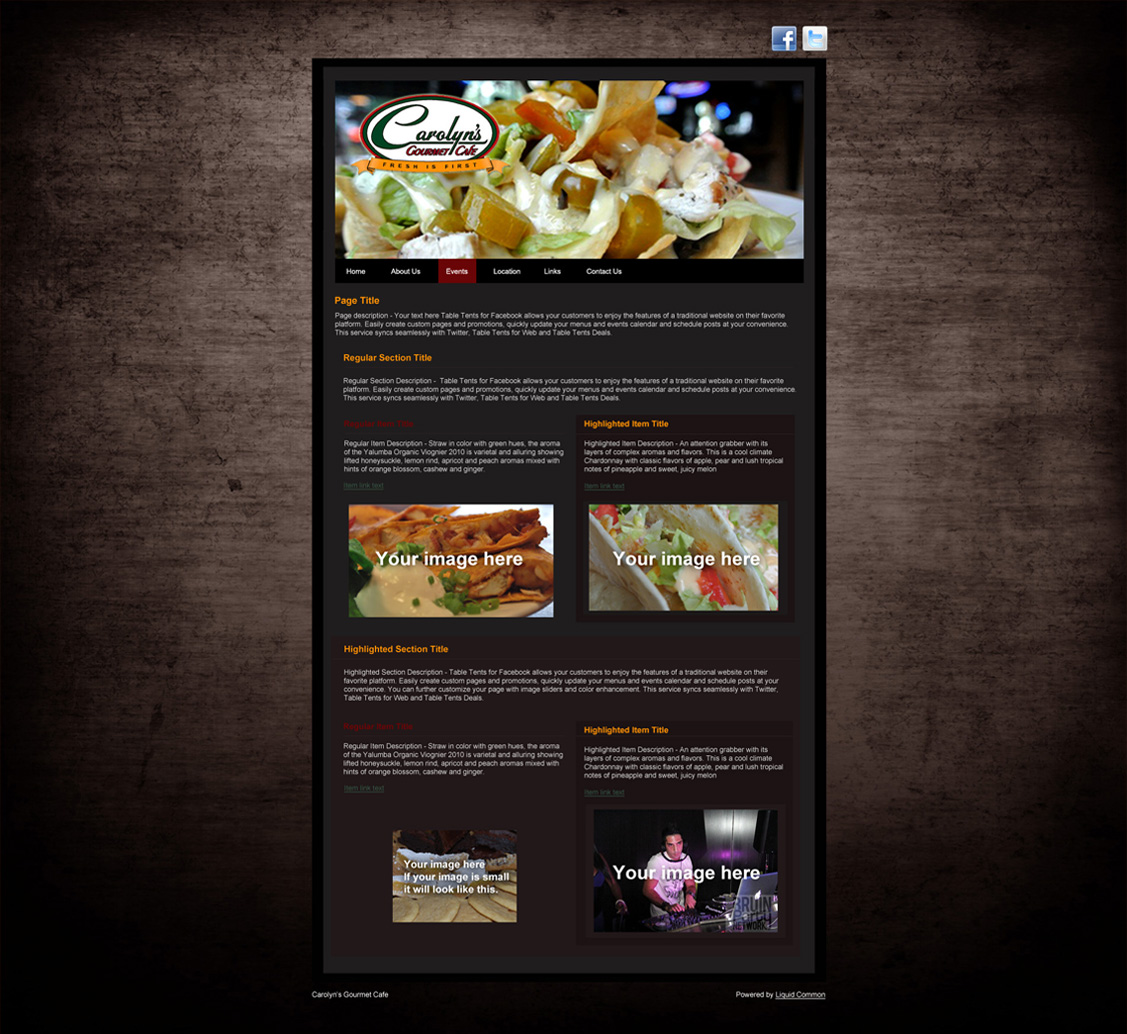 Carolyn's
Gourmet Cafe
FRESH IS FIRST
Home About Us Events Location Links Contact Us
Page Title
Page description - Your text here Table Tents for Facebook allows your customers to enjoy the features of a traditional website on their favorite
platform. Easily create custom pages and promotions, quickly update your menus and events calendar and schedule posts at your convenience.
This service syncs seamlessly with Twitter, Table Tents for Web and Table Tents Deals.
Regular Section Title
Regular Section Description - Table Tents for Facebook allows your customers to enjoy the features of a traditional website on their favorite
platform. Easily create custom pages and promotions, quickly update your menus and events calendar and schedule posts at your convenience.
This service syncs seamlessly with Twitter, Table Tents for Web and Table Tents Deals.
Regular Item Title
Regular Item Description - Straw in color with green hues, the aroma
of the Yalumba Organic Viognier 2010 is varietal and alluring showing
lifted honeysuckle, lemon rind, apricot and peach aromas mixed with
hints of orange blossom, cashew and ginger.
Item link text
Your image here
Highlighted Item Title
Highlighted Item Description - An attention grabber with its
layers of complex aromas and flavors. This is a cool climate
Chardonnay with classic flavors of apple, pear and lush tropical
notes of pineapple and sweet, juicy melon
Item link text
Your image here
Highlighted Section Title
Highlighted Section Description - Table Tents for Facebook allows your customers to enjoy the features of a traditional website on their
favorite platform. Easily create custom pages and promotions, quickly update your menus and events calendar and schedule posts at your
convenience. You can further customize your page with image sliders and color enhancement. This service syncs seamlessly with Twitter,
Table Tents for Web and Table Tents Deals.
Regular Item Title
Regular Item Description - Straw in color with green hues, the aroma
of the Yalumba Organic Viognier 2010 is varietal and alluring showing
lifted honeysuckle, lemon rind, apricot and peach aromas mixed with
hints of orange blossom, cashew and ginger.
Item link text
Your image here
If your image is small
it will look like this.
Highlighted Item Title
Highlighted Item Description - An attention grabber with its
layers of complex aromas and flavors. This is a cool climate
Chardonnay with classic flavors of apple, pear and lush tropical
notes of pineapple and sweet, juicy melon
Item link text
Your image here
BRUIN
NETWORK
Carolyn's Gourmet Cafe
Powered by Liquid Common